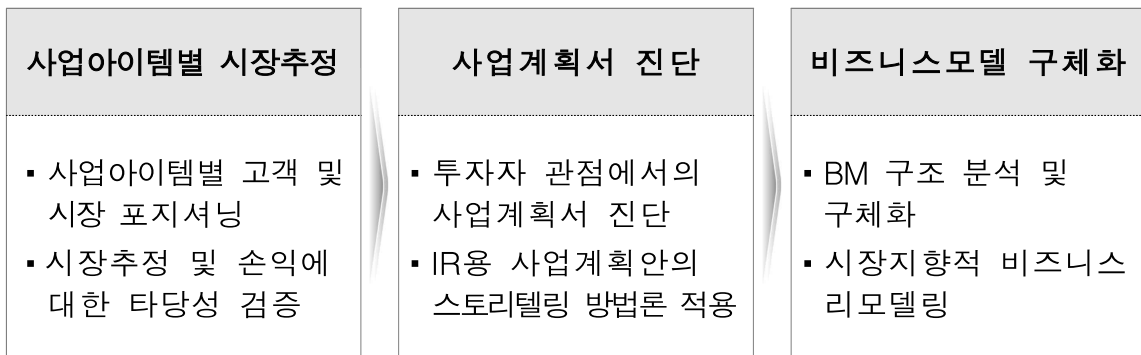 사업아이템별 시장추정
▪ 사업아이템별 고객 및
시장 포지셔닝
▪ 시장추정 및 손익에
대한 타당성 검증
사업계획서 진단
▪ 투자자 관점에서의
사업계획서 진단
▪ IR용 사업계획안의
스토리텔링 방법론 적용
비즈니스모델 구체화
▪ BM 구조 분석 및
구체화
▪ 시장지향적 비즈니스
리모델링